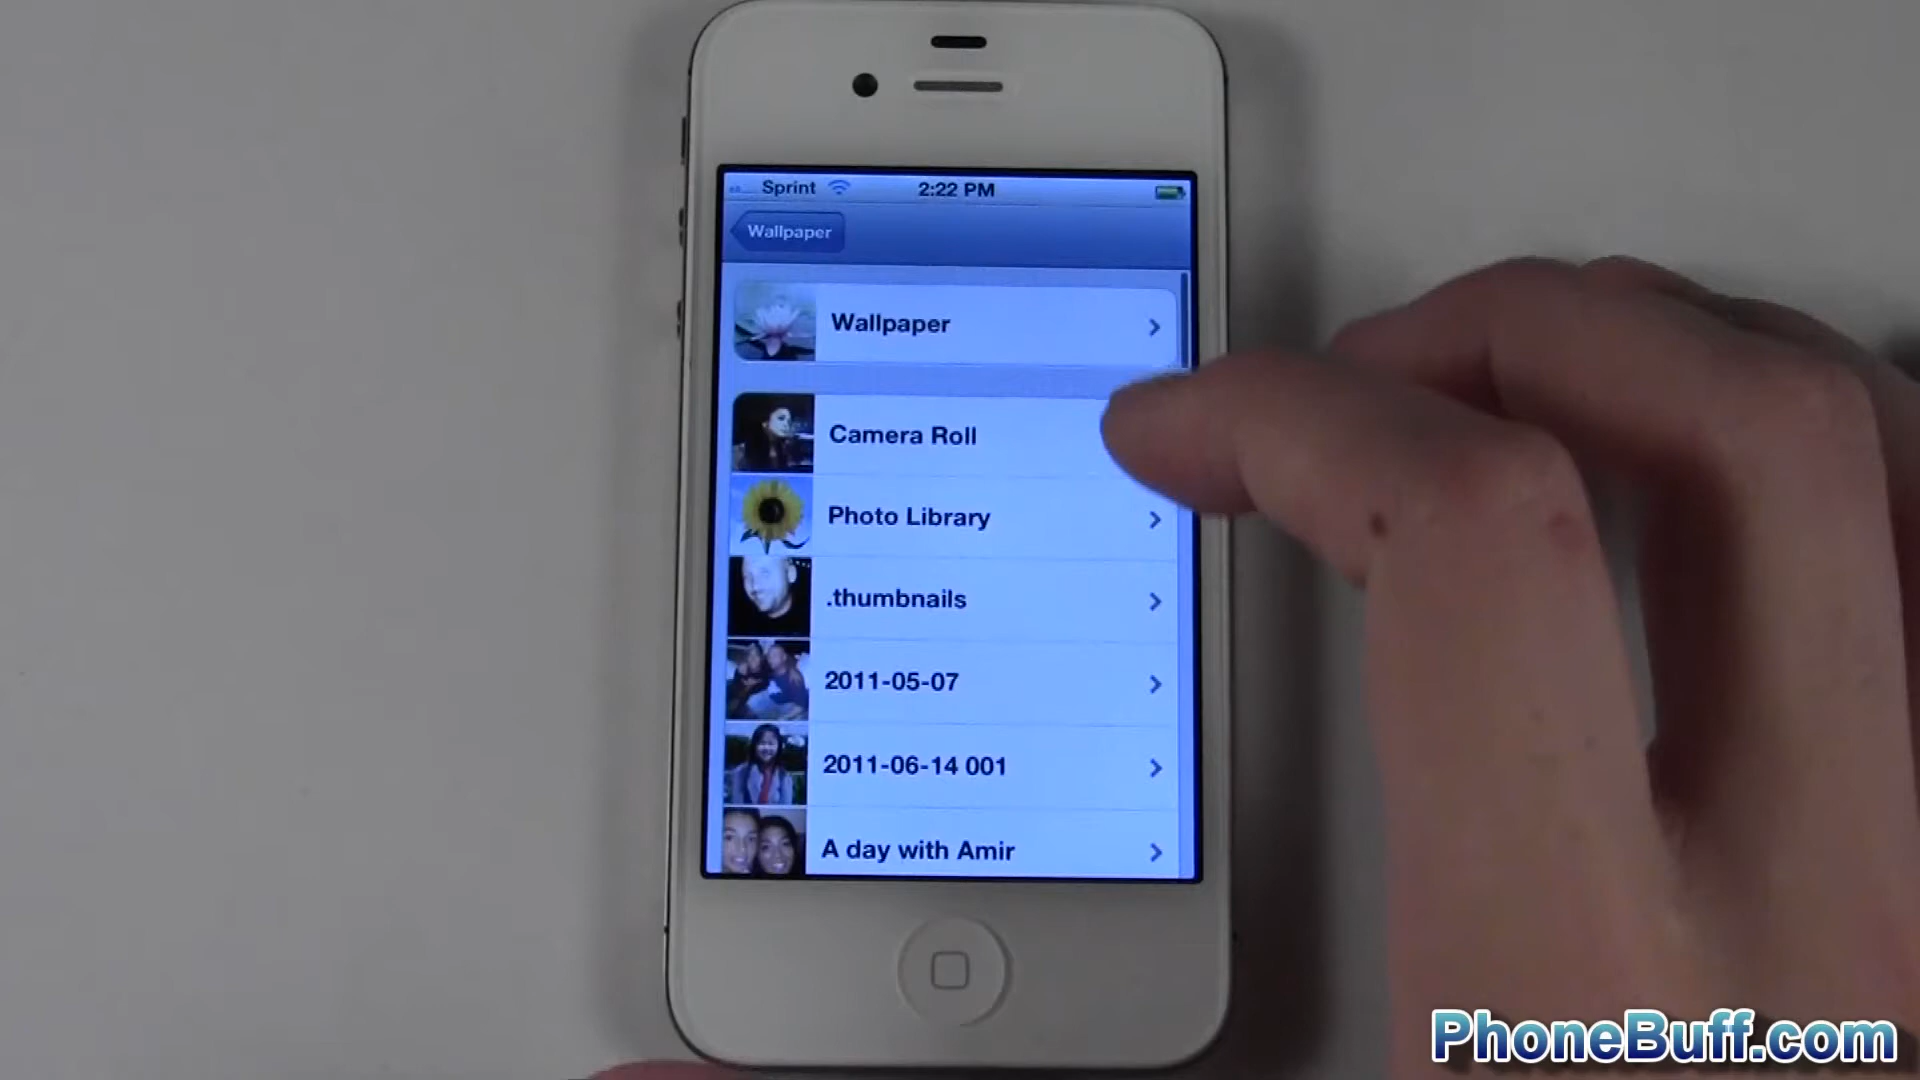 Sprint 2:22 PM
Wallpaper
Wallpaper
Camera Roll
Photo Library
.thumbnails
2011-05-07
2011-06-14 001
A day with Amir
PhoneBuff.com